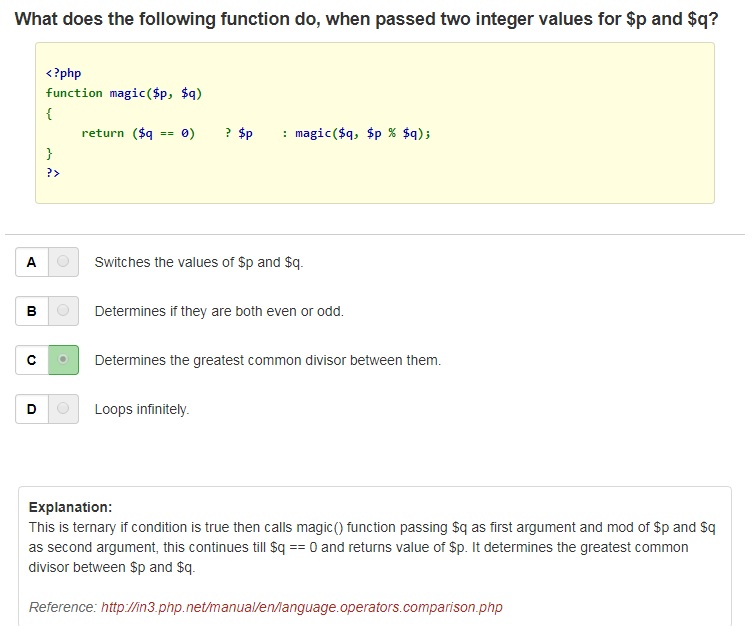 What does the following function do, when passed two integer values for $p and $q?
<?php
function magic($p, $q)
{
return ($q == 0) ? $p : magic($q, $p % $q);
}
?>
A Switches the values of $p and $q.
B Determines if they are both even or odd.
C Determines the greatest common divisor between them.
D Loops infinitely.
Explanation:
This is ternary if condition is true then calls magic() function passing $q as first argument and mod of $p and $q
as second argument, this continues till $q == 0 and returns value of $p. It determines the greatest common
divisor between $p and $q.
Reference: http://in3.php.net/manual/en/language.operators.comparison.php